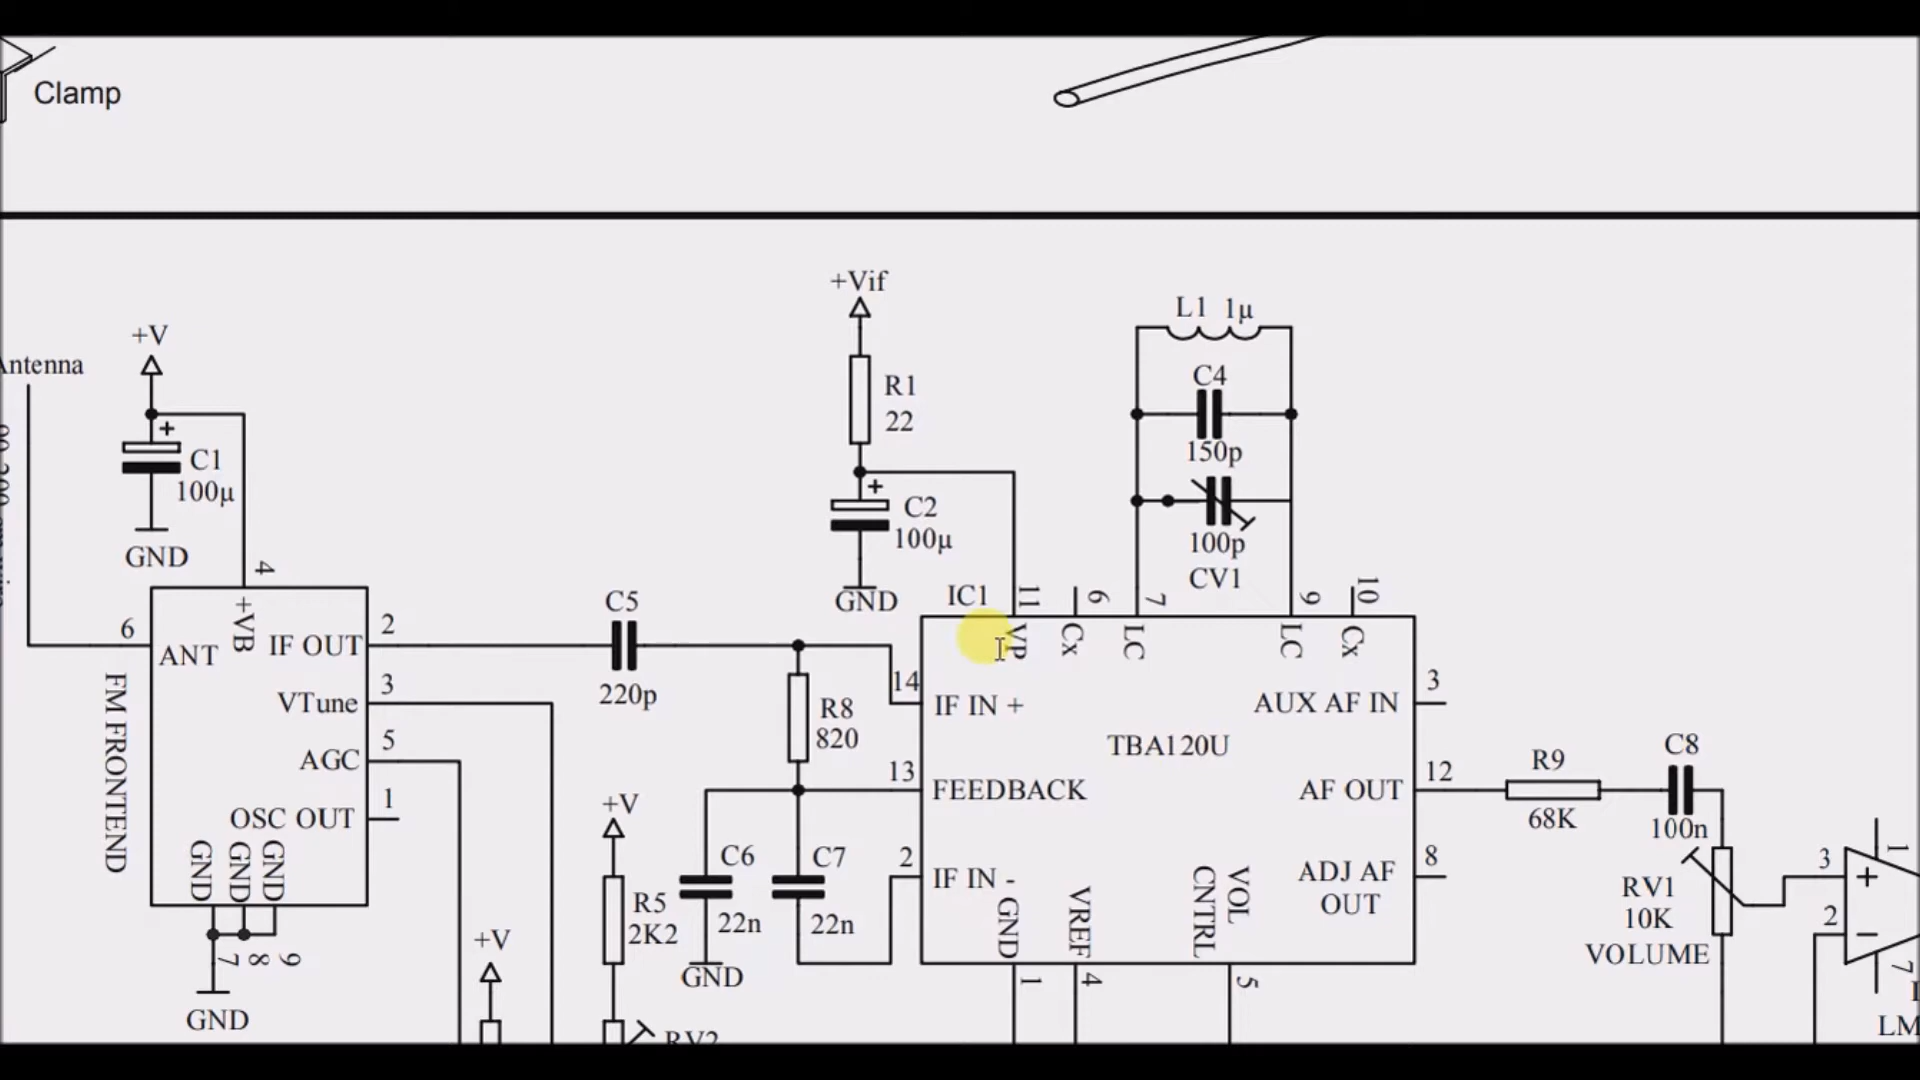 Clamp
+Vif
L1 1µ
+V
Antenna
C4
R1
22
150p
+
C1
100µ
+
C2
100µ
100p
CV1
GND
4
GND
IC1
11
6
7
9
10
C5
220p
6
ANT
+VB
IF OUT
2
VTune
3
AGC
5
OSC OUT
1
FM FRONTEND
GND
GND
GND
7
8
9
GND
VP
Cx
LC
LC
Cx
14
IF IN +
R8
820
AUX AF IN
3
TBA120U
13
FEEDBACK
AF OUT
12
R9
68K
C8
100n
+V
R5
2K2
C6
22n
C7
22n
GND
2
IF IN -
GND
VREF
VOL
CNTRL
ADJ AF
OUT
8
1
4
5
RV1
10K
VOLUME
3
+
2
−
1
7
+V
RV2
LM